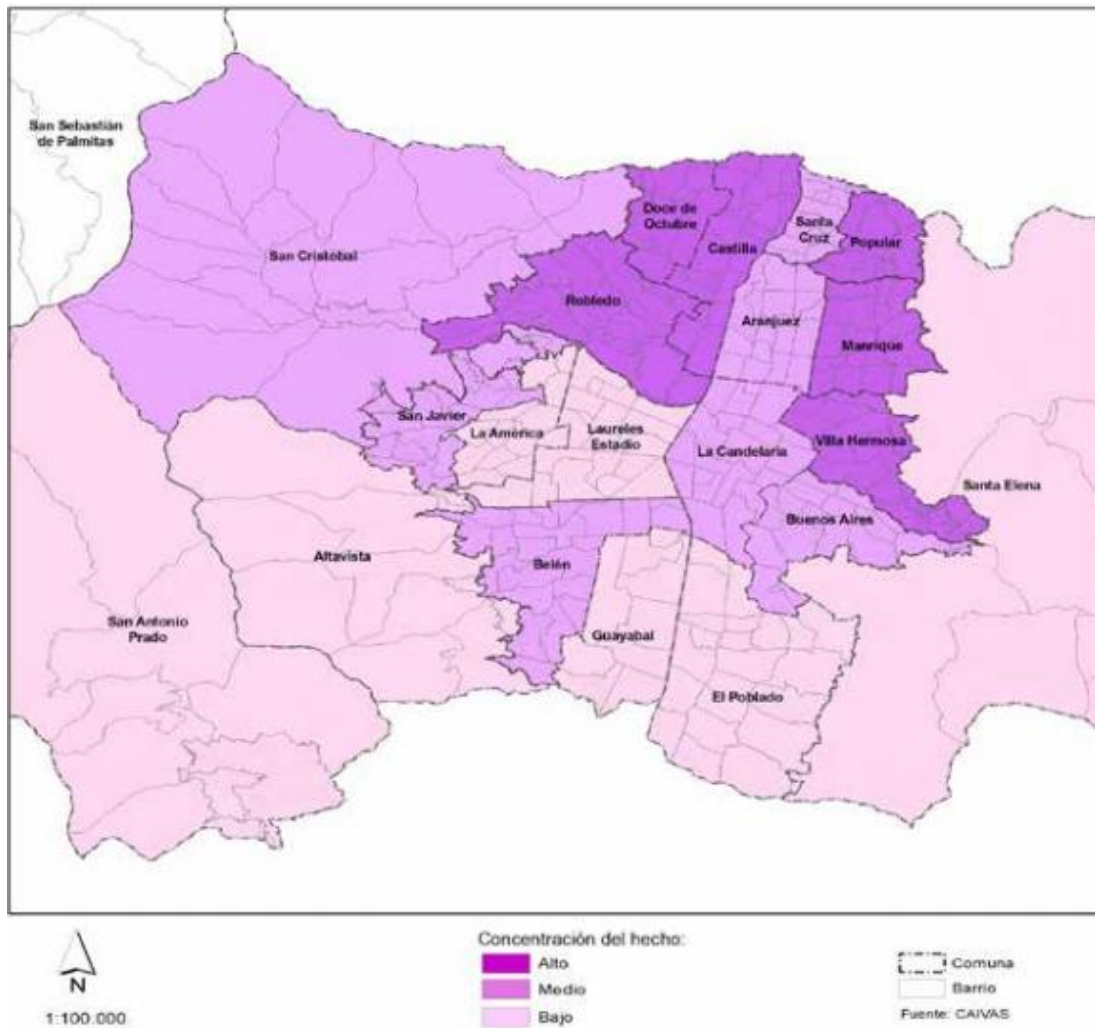 San Sebastián
de Palmitas
San Cristóbal
Doce de
Octubre
Castilla
Santa
Cruz
Popular
Robledo
Aranjuez
Manrique
San Javier
La América
Laureles
Estadio
La Candelaria
Villa Hermosa
Santa Elena
Buenos Aires
Altavista
Belén
San Antonio
Prado
Guayabal
El Poblado
N
1:100.000
Concentración del hecho:
Alto
Medio
Bajo
Comuna
Barrio
Fuente: CAIVAS